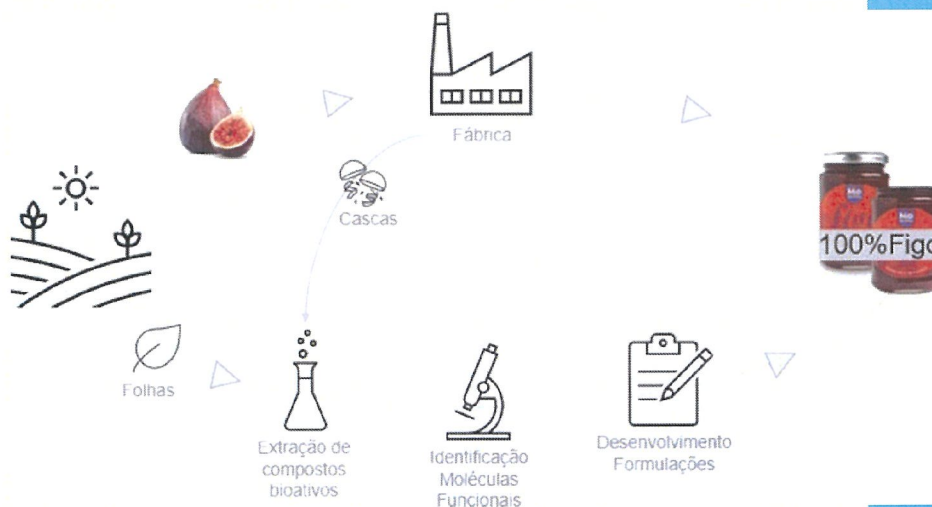 Fábrica
Cascas
100%Figo
Folhas
Extração de
compostos
bioativos
Identificação
Moléculas
Funcionais
Desenvolvimento
Formulações